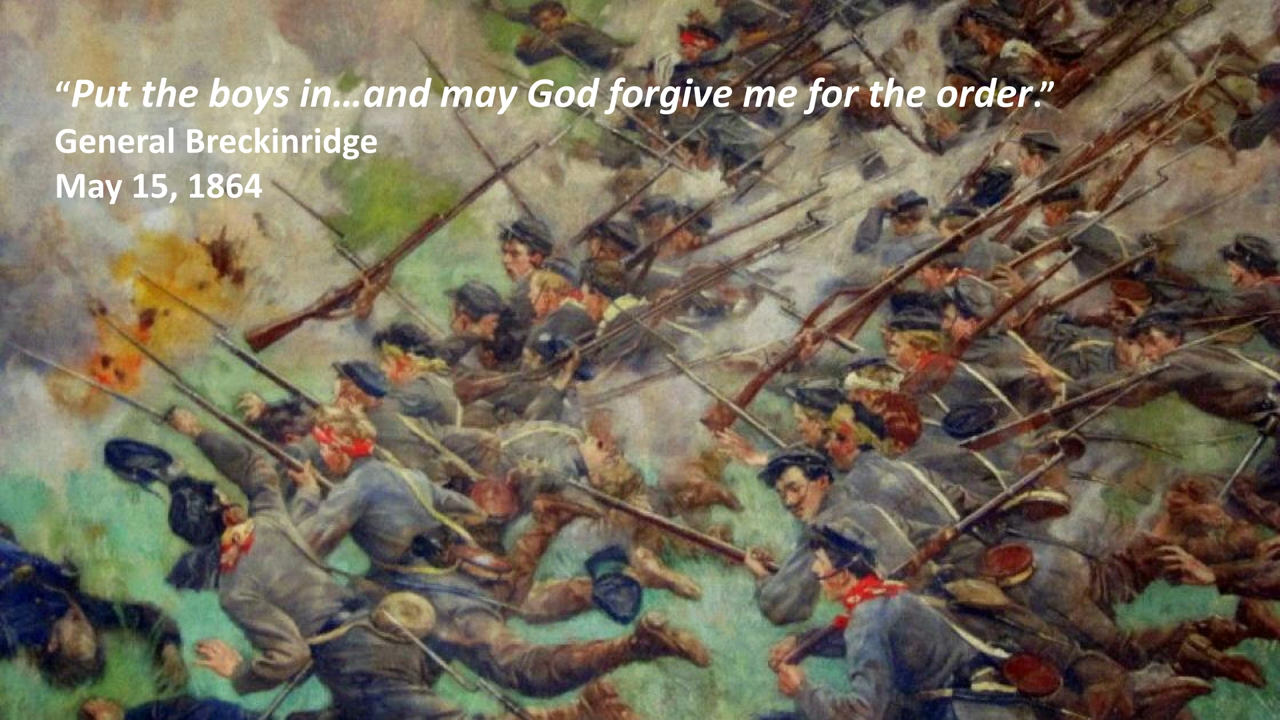 “Put the boys in…and may God forgive me for the order.”
General Breckinridge
May 15, 1864